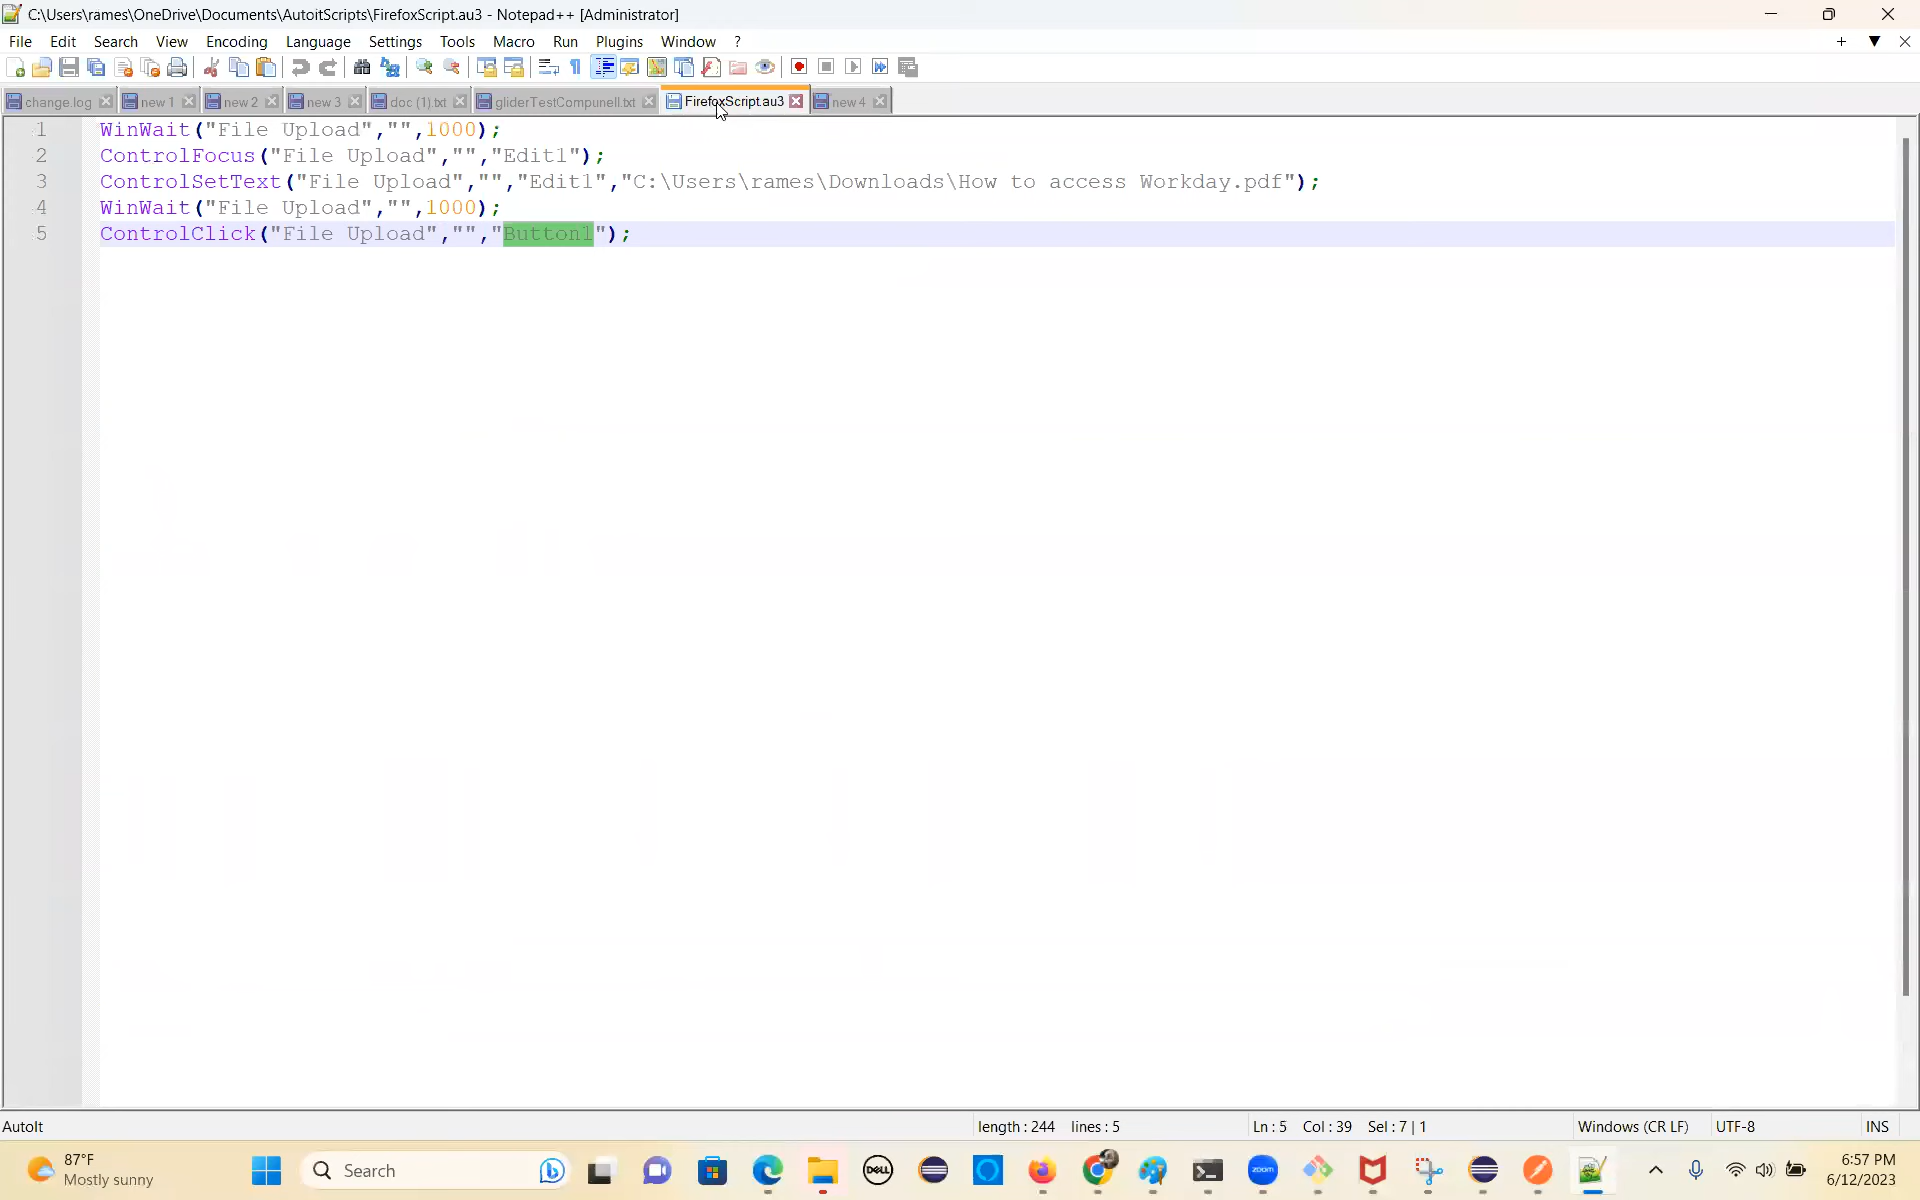 C:\Users\rames\OneDrive\Documents\AutoitScripts\FirefoxScript.au3 - Notepad++ [Administrator]
File Edit Search View Encoding Language Settings Tools Macro Run Plugins Window ?
change.log new 1 new 2 new 3 doc (1).txt gliderTestCompunell.txt FirefoxScript.au3 new 4
1 WinWait("File Upload","",1000);
2 ControlFocus("File Upload","","Edit1");
3 ControlSetText("File Upload","","Edit1","C:\Users\rames\Downloads\How to access Workday.pdf");
4 WinWait("File Upload","",1000);
5 ControlClick("File Upload","","Button1");
AutoIt length : 244 lines : 5 Ln : 5 Col : 39 Sel : 7 | 1 Windows (CR LF) UTF-8 INS
87°F
Mostly sunny
Search
DELL
zoom
6:57 PM
6/12/2023